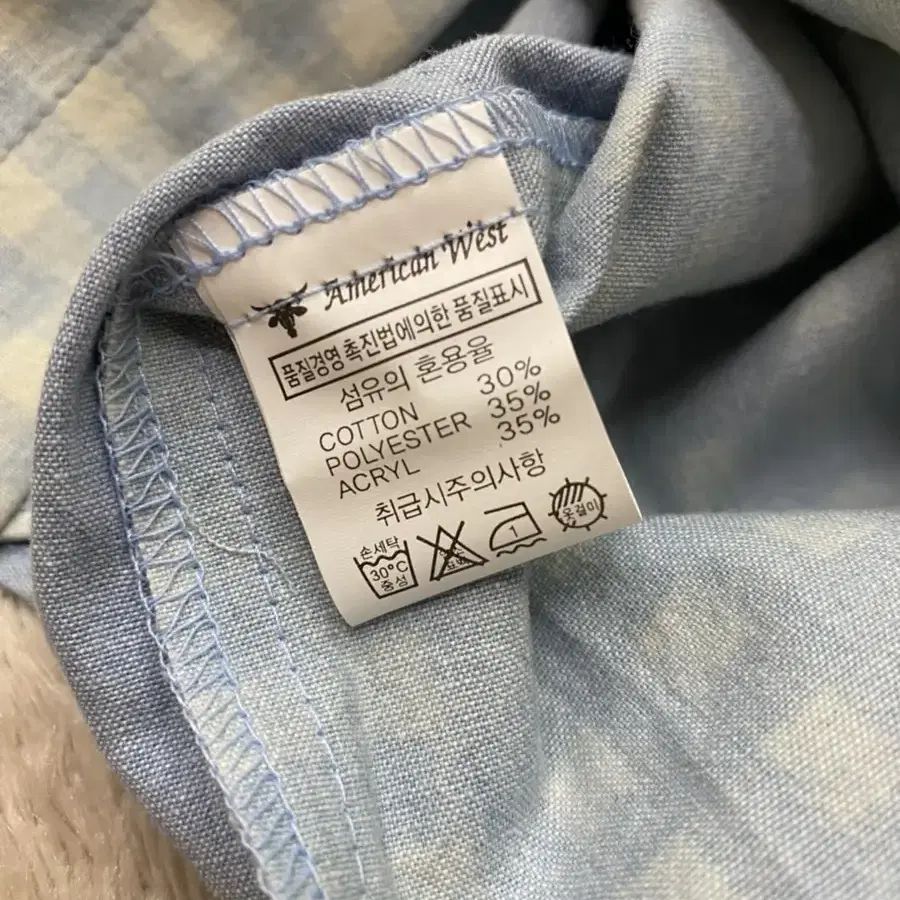 American West
품질경영 촉진법에의한 품질표시
섬유의 혼용율
COTTON 30%
POLYESTER 35%
ACRYL 35%
취급시주의사항
손세탁
30°C
중성
표백
1
옷걸이